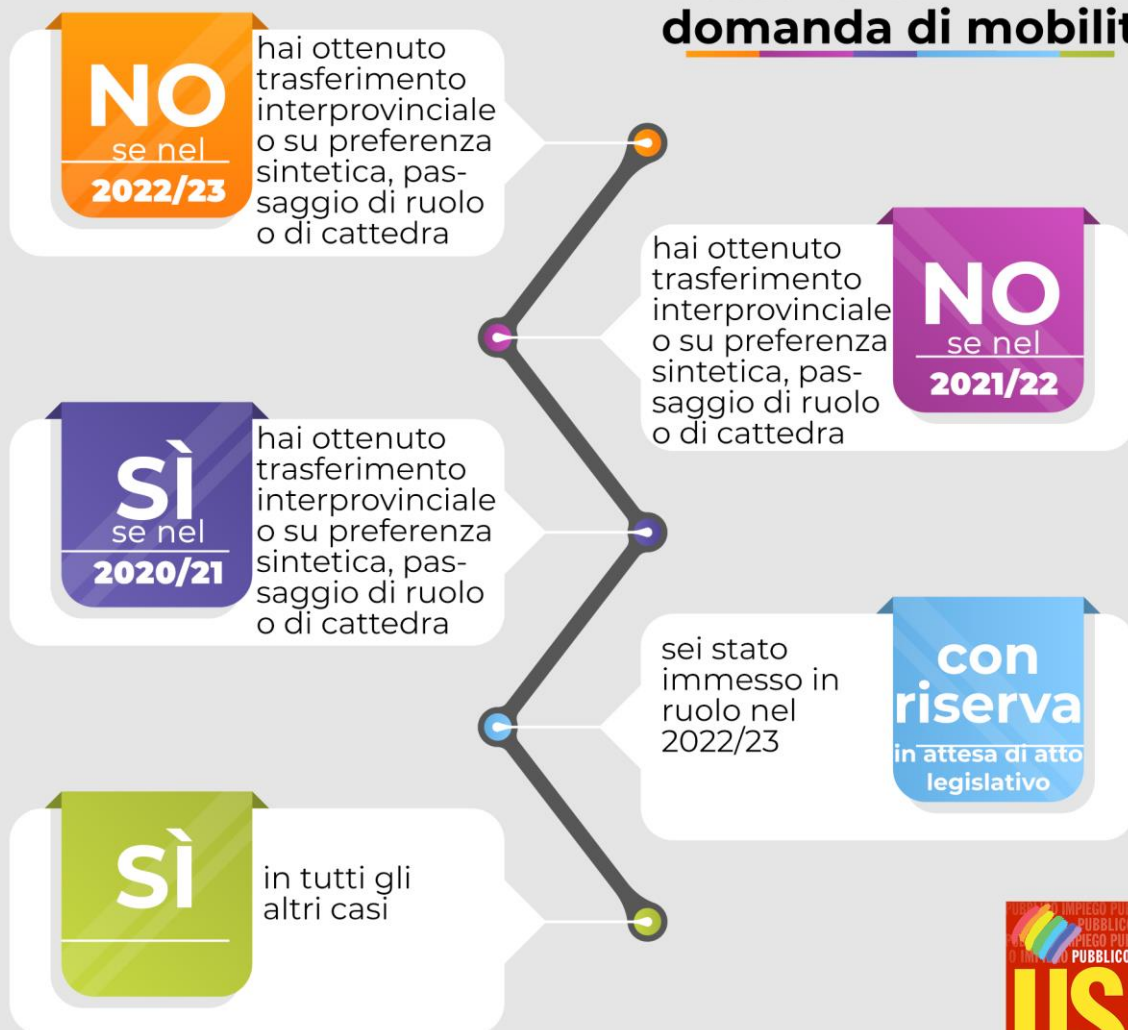 domanda di mobilit
NO
se nel
2022/23
hai ottenuto
trasferimento
interprovinciale
o su preferenza
sintetica, pas-
saggio di ruolo
o di cattedra
hai ottenuto
trasferimento
interprovinciale
o su preferenza
sintetica, pas-
saggio di ruolo
o di cattedra
NO
se nel
2021/22
SÌ
se nel
2020/21
hai ottenuto
trasferimento
interprovinciale
o su preferenza
sintetica, pas-
saggio di ruolo
o di cattedra
sei stato
immesso in
ruolo nel
2022/23
con
riserva
in attesa di atto
legislativo
SÌ
in tutti gli
altri casi
IMPIEGO
PUBBLICO
PUBBLICO
US